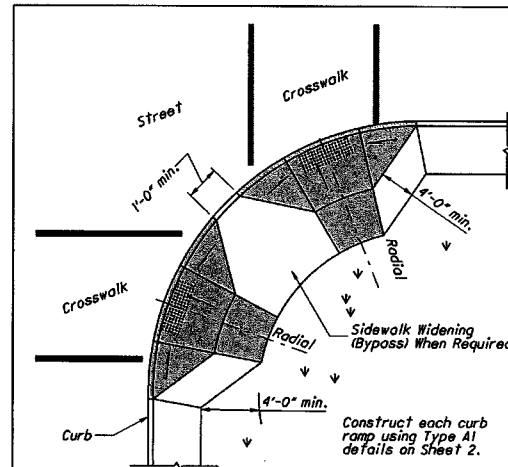 Crosswalk
Street
1'-0" min.
4'-0" min.
Radial
Crosswalk
Radial
Sidewalk Widening
(Bypass) When Required
4'-0" min.
Curb
Construct each curb
ramp using Type A1
details on Sheet 2.